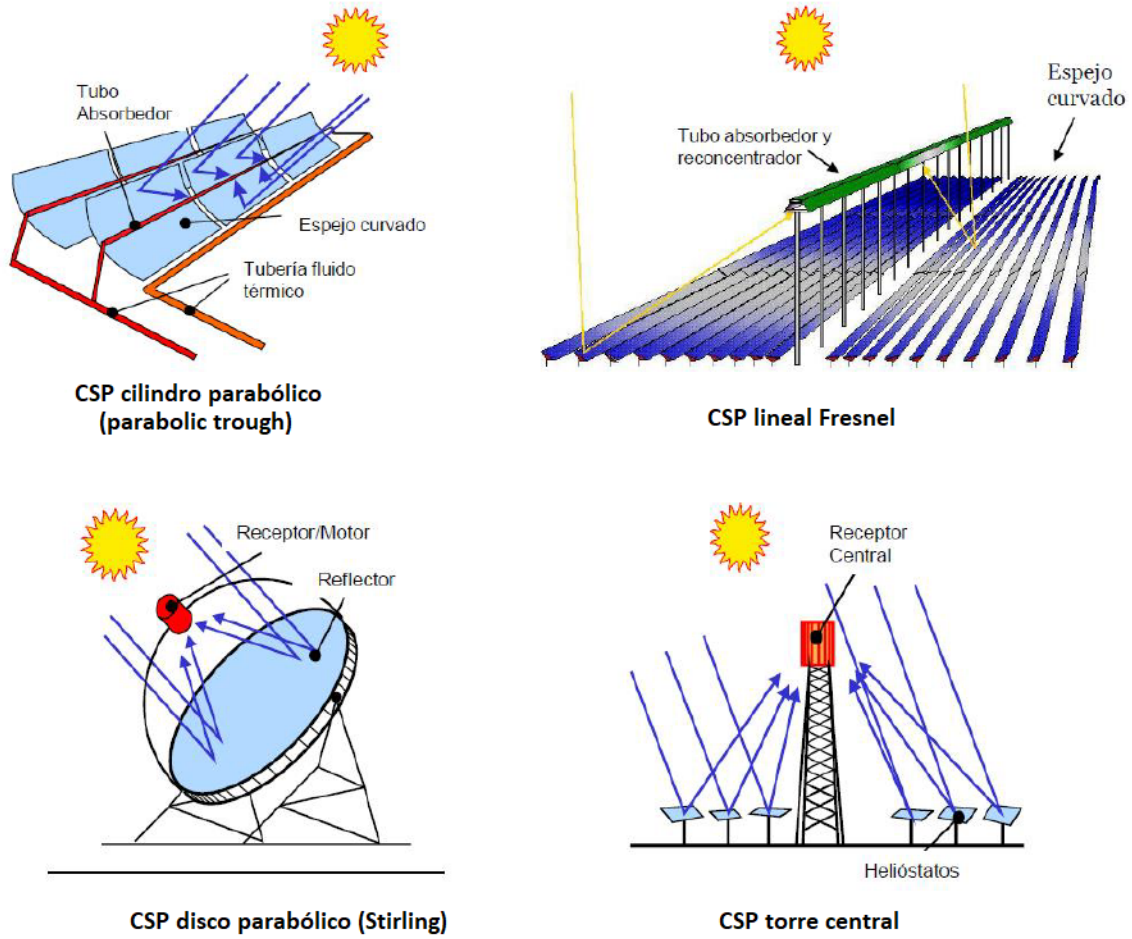 Tubo
Absorbedor
Espejo curvado
Tubería fluido
térmico
CSP cilindro parabólico
(parabolic trough)
Espejo
curvado
Tubo absorbedor y
reconcentrador
CSP lineal Fresnel
Receptor/Motor
Reflector
CSP disco parabólico (Stirling)
Receptor
Central
Helióstatos
CSP torre central